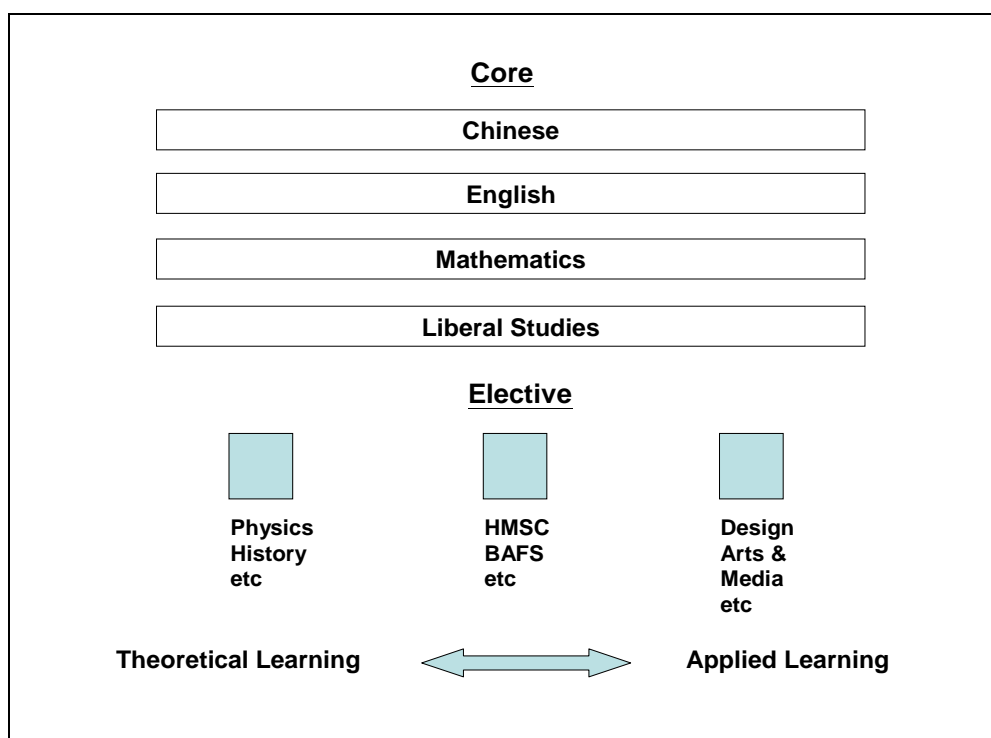 Core
Chinese
English
Mathematics
Liberal Studies
Elective
Physics
History
etc
HMSC
BAFS
etc
Design
Arts &
Media
etc
Theoretical Learning
Applied Learning